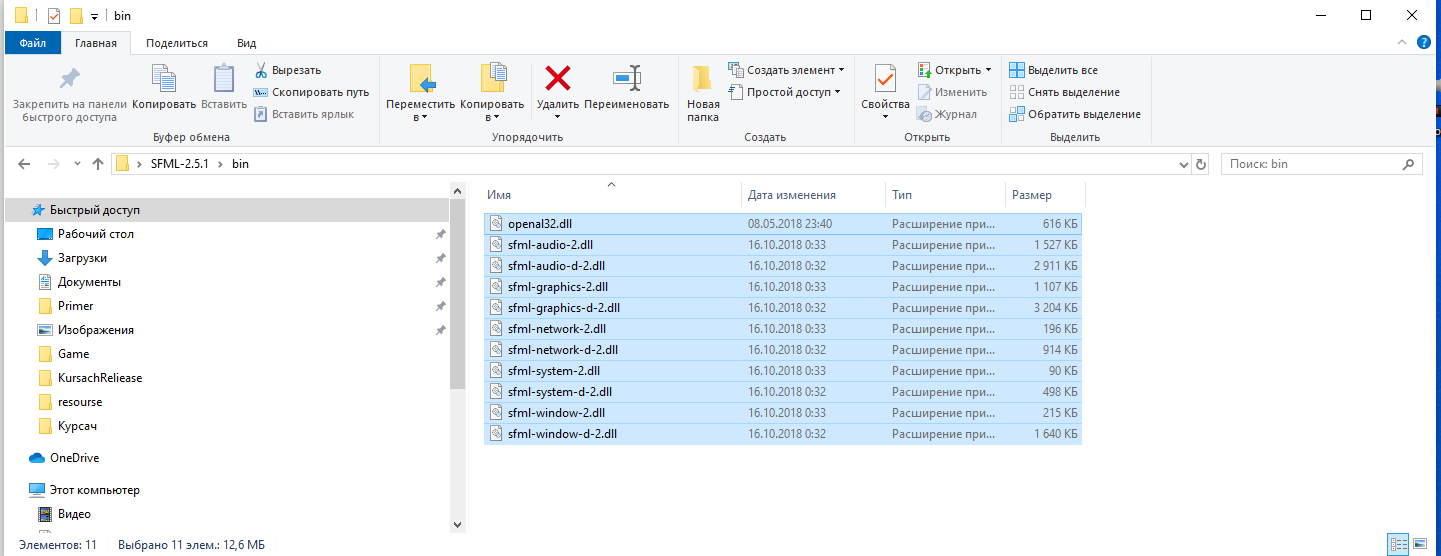 bin
Файл Главная Поделиться Вид
Закрепить на панели быстрого доступа
Копировать
Вставить
Вырезать
Скопировать путь
Вставить ярлык
Буфер обмена
Переместить в
Копировать в
Удалить
Переименовать
Упорядочить
Новая папка
Создать элемент
Простой доступ
Создать
Свойства
Открыть
Изменить
Журнал
Открыть
Выделить все
Снять выделение
Обратить выделение
Выделить
SFML-2.5.1 bin
Поиск: bin
Быстрый доступ
Рабочий стол
Загрузки
Документы
Primer
Изображения
Game
KursachReliease
resourse
Курсач
OneDrive
Этот компьютер
Видео
Имя Дата изменения Тип Размер
openal32.dll 08.05.2018 23:40 Расширение при... 616 КБ
sfml-audio-2.dll 16.10.2018 0:33 Расширение при... 1 527 КБ
sfml-audio-d-2.dll 16.10.2018 0:32 Расширение при... 2 911 КБ
sfml-graphics-2.dll 16.10.2018 0:33 Расширение при... 1 107 КБ
sfml-graphics-d-2.dll 16.10.2018 0:32 Расширение при... 3 204 КБ
sfml-network-2.dll 16.10.2018 0:33 Расширение при... 196 КБ
sfml-network-d-2.dll 16.10.2018 0:32 Расширение при... 914 КБ
sfml-system-2.dll 16.10.2018 0:33 Расширение при... 90 КБ
sfml-system-d-2.dll 16.10.2018 0:32 Расширение при... 498 КБ
sfml-window-2.dll 16.10.2018 0:33 Расширение при... 215 КБ
sfml-window-d-2.dll 16.10.2018 0:32 Расширение при... 1 640 КБ
Элементов: 11 Выбрано 11 элем.: 12,6 МБ